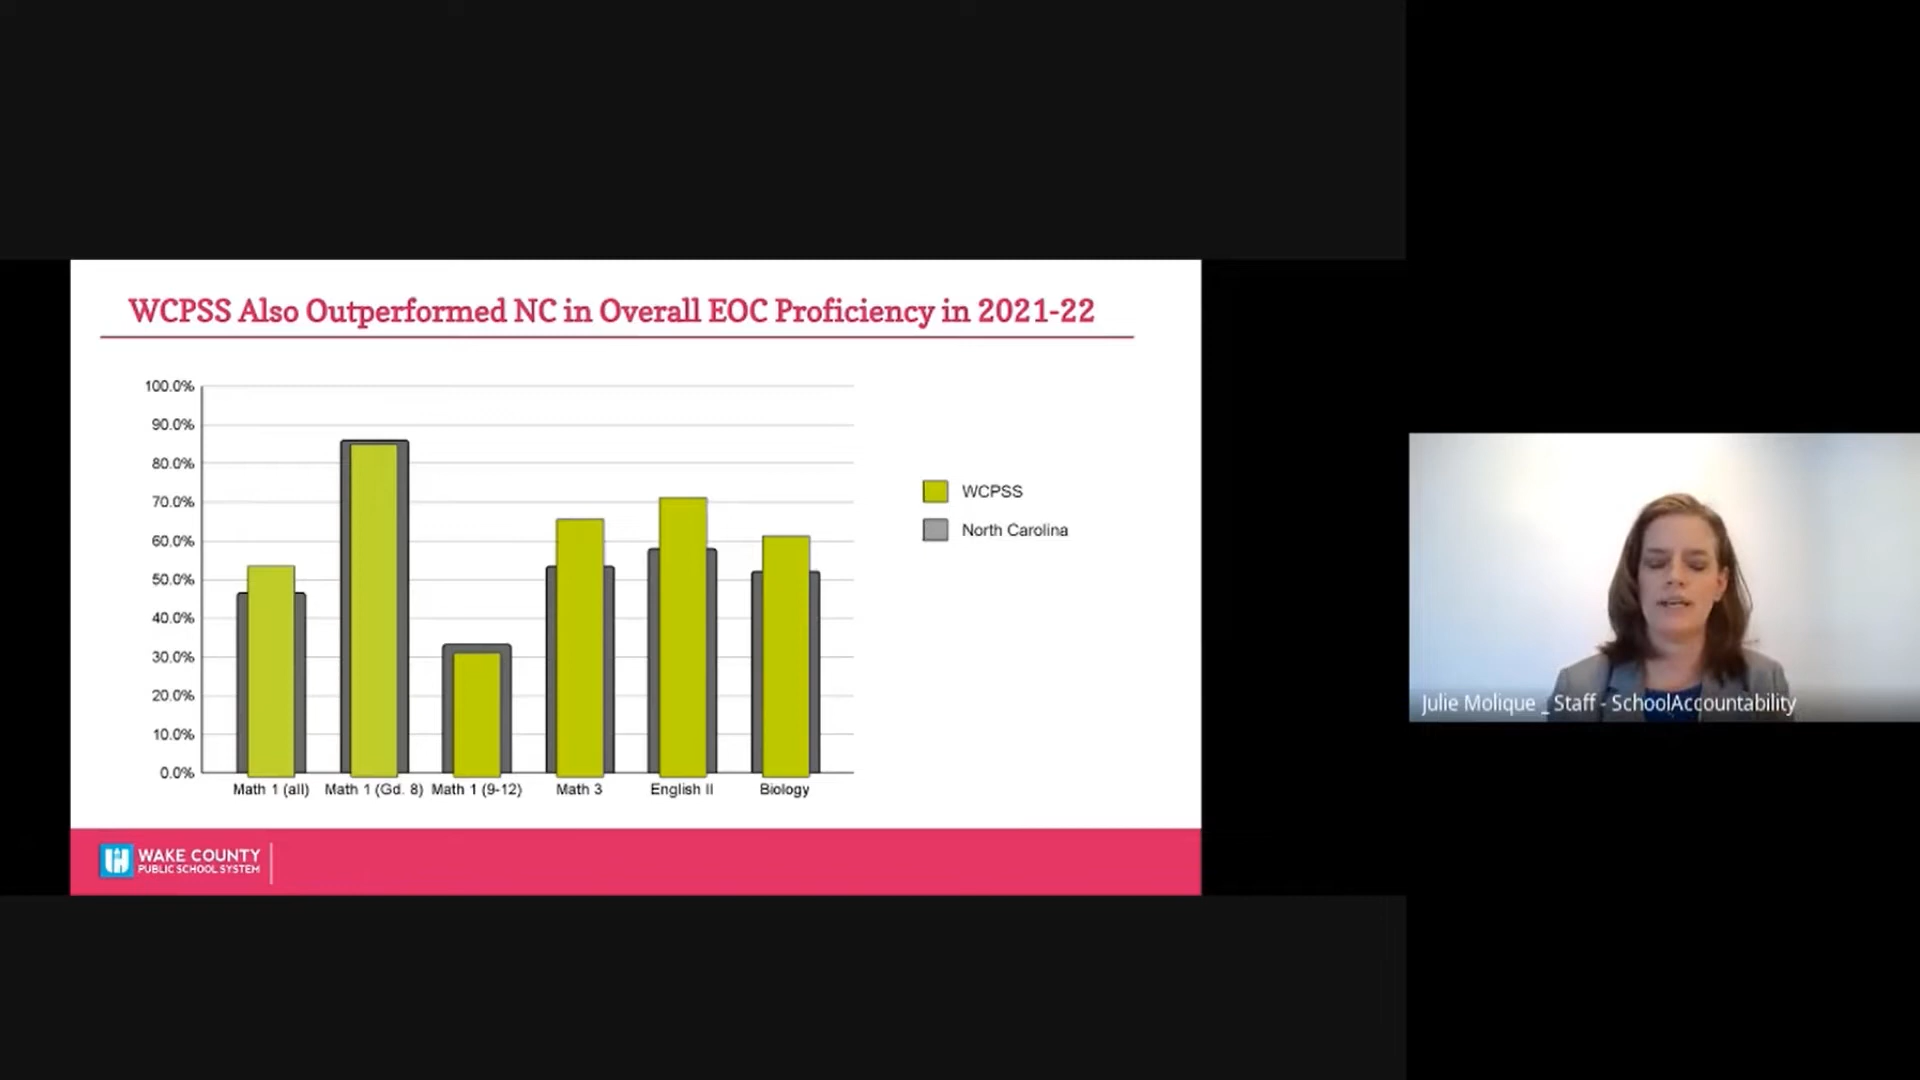 WCPSS Also Outperformed NC in Overall EOC Proficiency in 2021-22
100.0%
90.0%
80.0%
70.0%
60.0%
50.0%
40.0%
30.0%
20.0%
10.0%
0.0%
Math 1 (all) Math 1 (Gd. 8) Math 1 (9-12) Math 3 English II Biology
WCPSS
North Carolina
WAKE COUNTY
PUBLIC SCHOOL SYSTEM
Julie Molique _ Staff - SchoolAccountability